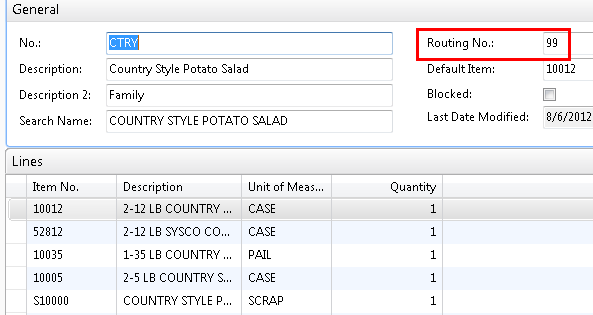 General
No.: CTRY
Routing No.: 99
Description: Country Style Potato Salad
Default Item: 10012
Description 2: Family
Blocked:
Search Name: COUNTRY STYLE POTATO SALAD
Last Date Modified: 8/6/2012
Lines
Item No. Description Unit of Meas... Quantity
10012 2-12 LB COUNTRY ... CASE 1
52812 2-12 LB SYSCO CO... CASE 1
10035 1-35 LB COUNTRY ... PAIL 1
10005 2-5 LB COUNTRY S... CASE 1
S10000 COUNTRY STYLE P... SCRAP 1